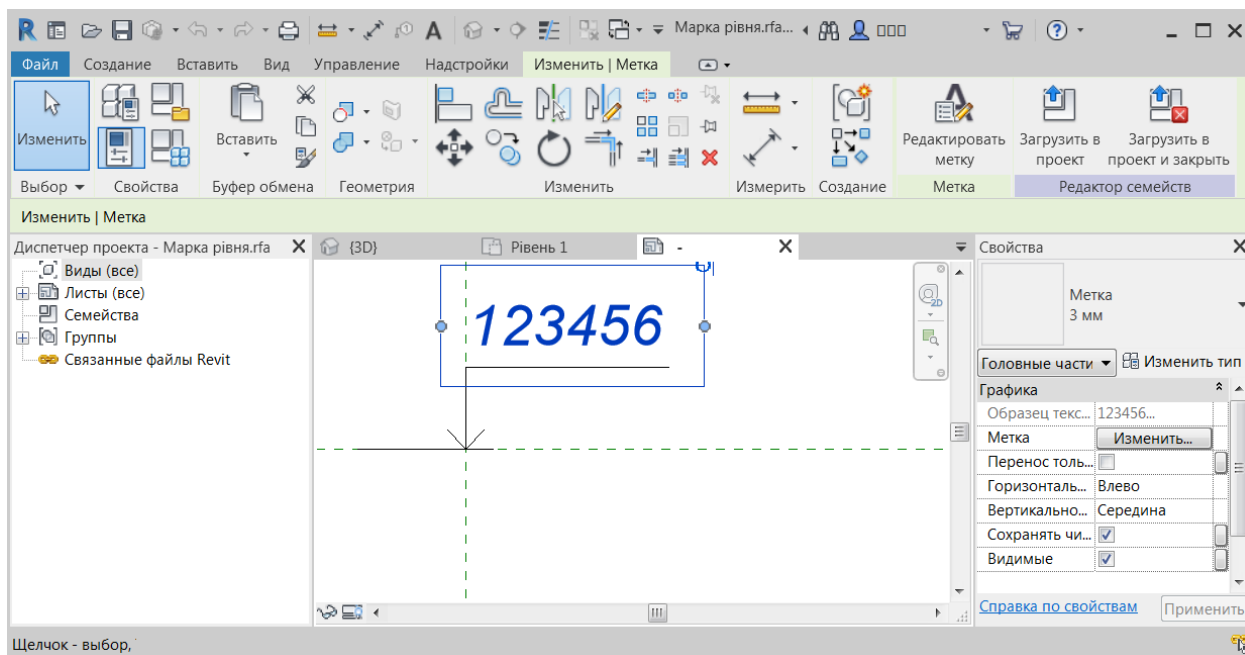 Марка рівня.rfa...
Файл Создание Вставить Вид Управление Надстройки Изменить | Метка
Изменить Вставить Редактировать метку Загрузить в проект Загрузить в проект и закрыть
Выбор Свойства Буфер обмена Геометрия Изменить Измерить Создание Метка Редактор семейств
Изменить | Метка
Диспетчер проекта - Марка рівня.rfa {3D} Рівень 1 - Свойства
Виды (все)
Листы (все)
Семейства
Группы
Связанные файлы Revit
123456
Метка
3 мм
Головные части Изменить тип
Графика
Образец текс... 123456...
Метка Изменить...
Перенос толь...
Горизонталь... Влево
Вертикально... Середина
Сохранять чи...
Видимые
Справка по свойствам Применить
Щелчок - выбор,